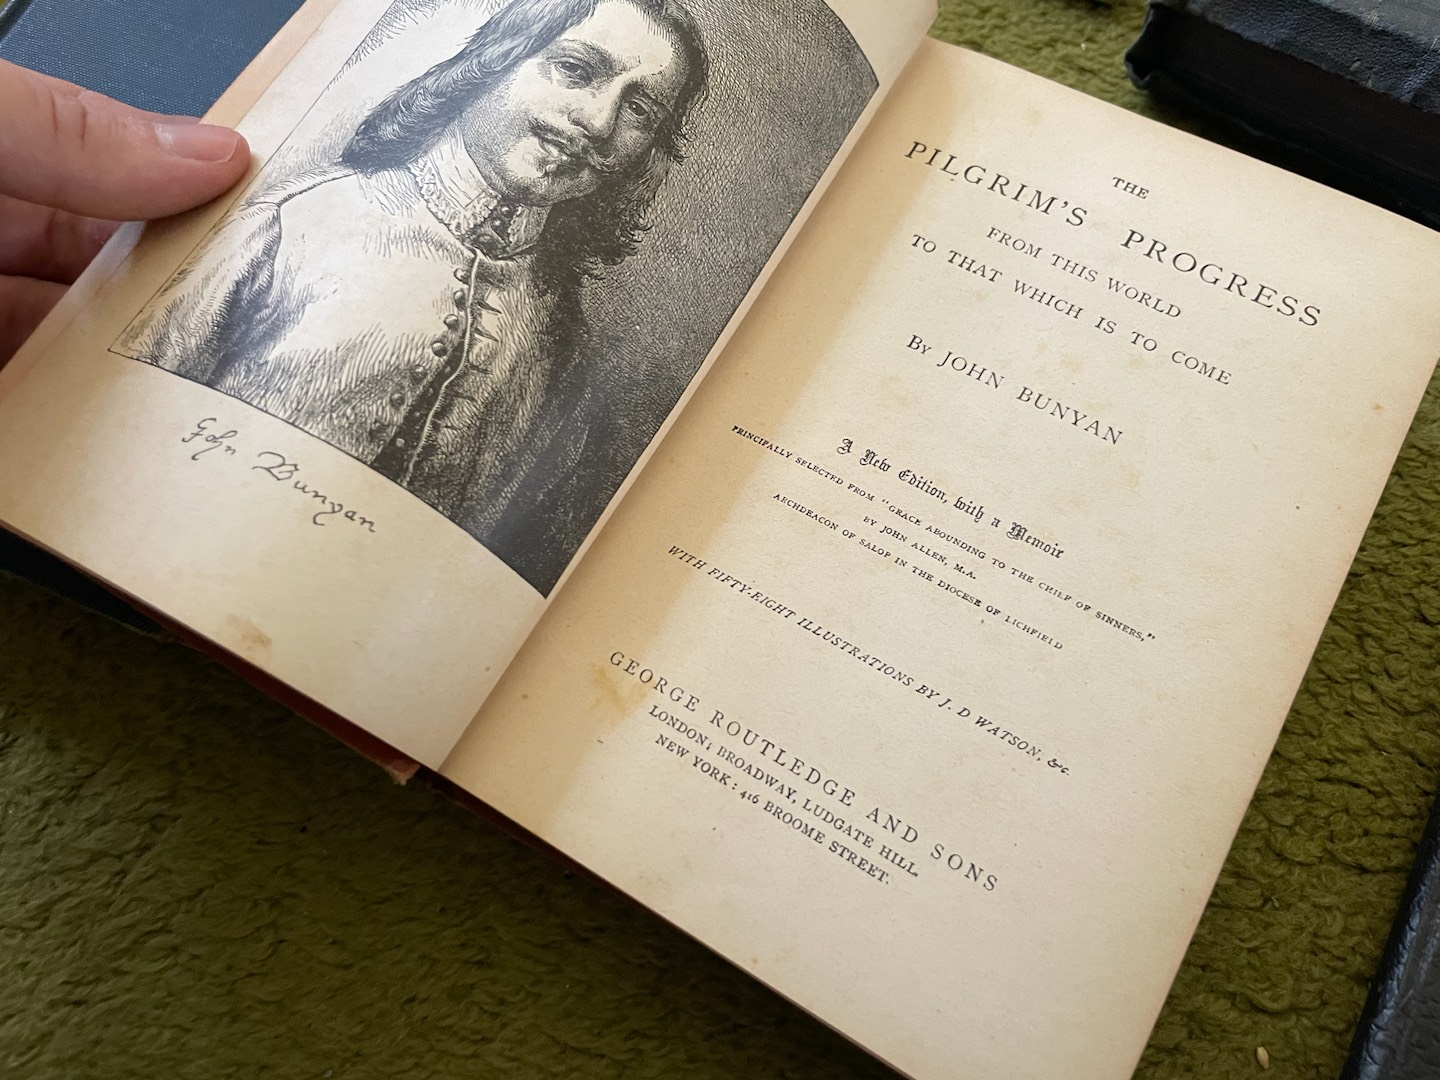 John Bunyan
THE
PILGRIM'S PROGRESS
FROM THIS WORLD
TO THAT WHICH IS TO COME
By JOHN BUNYAN
A New Edition, with a Memoir
PRINCIPALLY SELECTED FROM "GRACE ABOUNDING TO THE CHIEF OF SINNERS,"
BY JOHN ALLEN, M.A.
ARCHDEACON OF SALOP IN THE DIOCESE OF LICHFIELD
WITH FIFTY-EIGHT ILLUSTRATIONS BY J. D WATSON, &c.
GEORGE ROUTLEDGE AND SONS
LONDON; BROADWAY, LUDGATE HILL.
NEW YORK: 416 BROOME STREET.